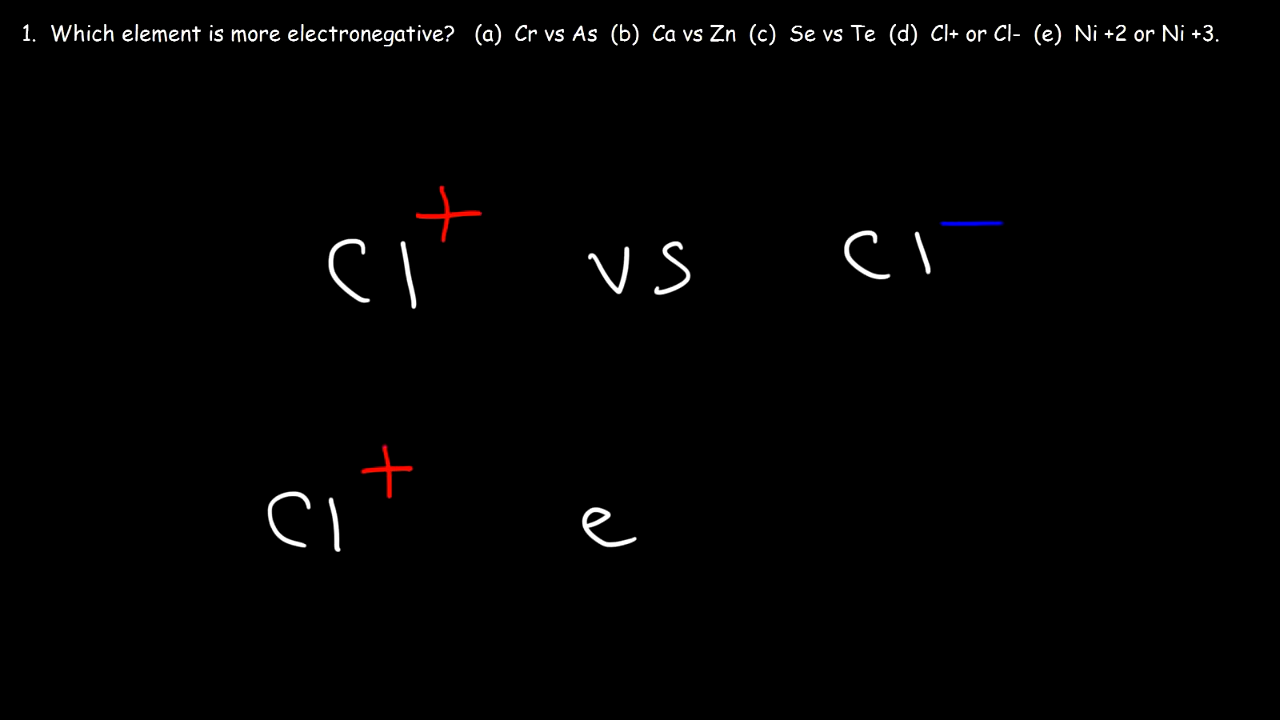 1. Which element is more electronegative? (a) Cr vs As (b) Ca vs Zn (c) Se vs Te (d) Cl+ or Cl- (e) Ni +2 or Ni +3.
Cl+ vs Cl-
Cl+ e